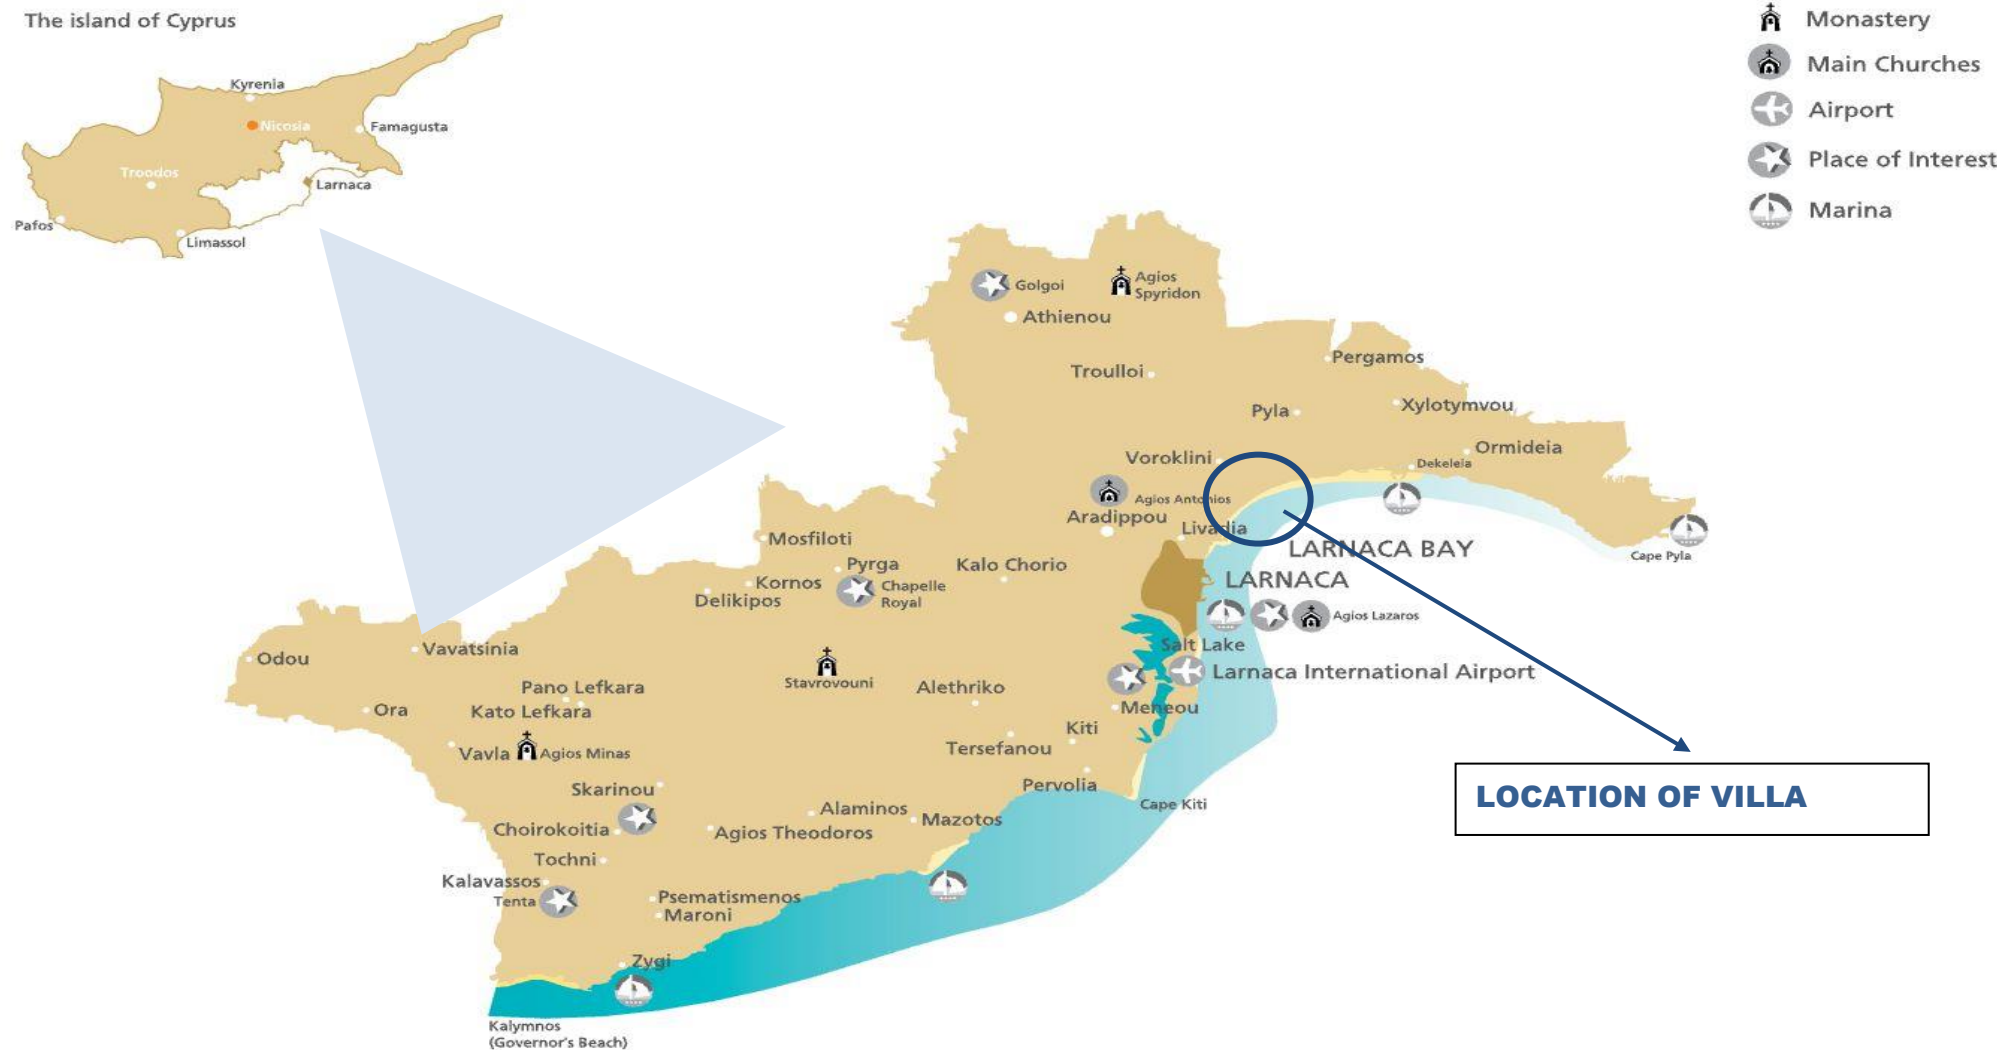 The island of Cyprus
Kyrenia
Nicosia
Famagusta
Troodos
Larnaca
Pafos
Limassol
Monastery
Main Churches
Airport
Place of Interest
Marina
Golgoi
Agios
Spyridon
Athienou
Troulloi
Pergamos
Pyla
Xylotymvou
Ormideia
Voroklini
Dekeleia
Agios Antonios
Aradippou
Livadia
Mosfiloti
LARNACA BAY
Cape Pyla
Pyrga
Kalo Chorio
Kornos
Chapelle
Royal
LARNACA
Delikipos
Agios Lazaros
Salt Lake
Vavatsinia
Odou
Larnaca International Airport
Stavrovouni
Pano Lefkara
Alethriko
Kato Lefkara
Ora
Meneou
Kiti
Tersefanou
Vavla
Agios Minas
Pervolia
Skarinou
Cape Kiti
LOCATION OF VILLA
Alaminos
Mazotos
Choirokoitia
Agios Theodoros
Tochni
Kalavassos
Tenta
Psematismenos
Maroni
Zygi
Kalymnos
(Governor's Beach)